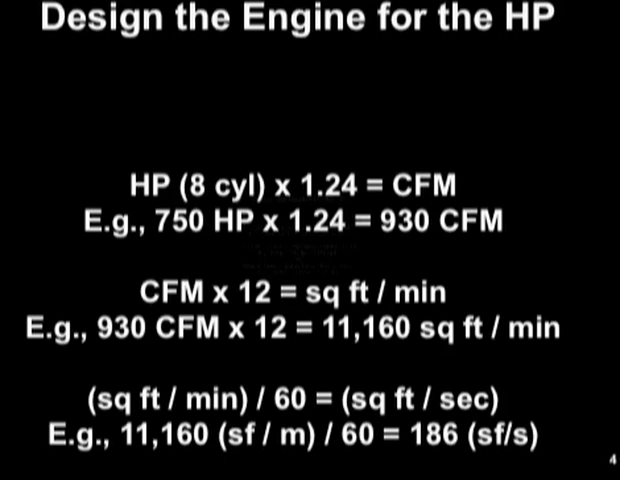 Design the Engine for the HP
HP (8 cyl) x 1.24 = CFM
E.g., 750 HP x 1.24 = 930 CFM
CFM x 12 = sq ft / min
E.g., 930 CFM x 12 = 11,160 sq ft / min
(sq ft / min) / 60 = (sq ft / sec)
E.g., 11,160 (sf / m) / 60 = 186 (sf/s)
4